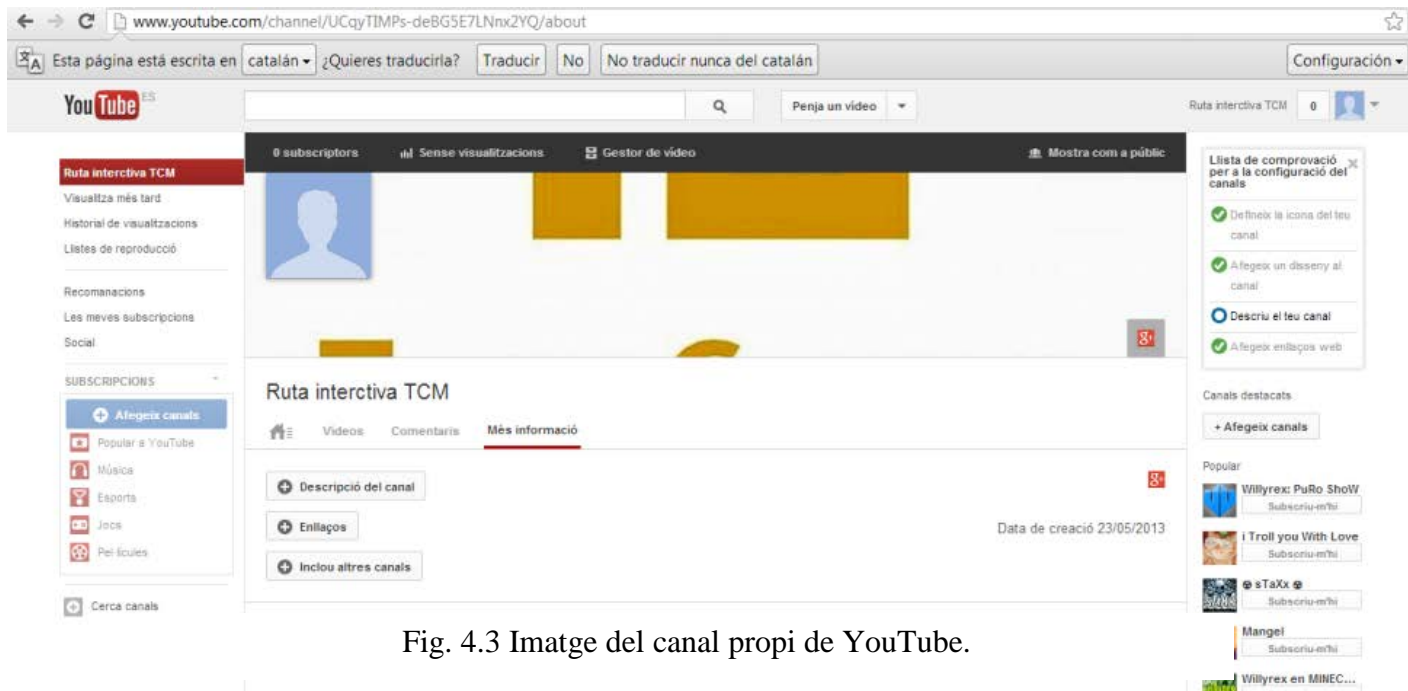 www.youtube.com/channel/UCqyTIMPs-deBG5E7LNnx2YQ/about
Esta página está escrita en catalán ¿Quieres traducirla? Traducir No No traducir nunca del catalán Configuración
YouTube ES Penja un vídeo Ruta interctiva TCM 0
0 subscriptors Sense visualitzacions Gestor de vídeo Mostra com a públic
Ruta interctiva TCM
Visualitza més tard
Historial de visualitzacions
Llistes de reproducció
Recomanacions
Les meves subscripcions
Social
SUBSCRIPCIONS
Afegeix canals
Popular a YouTube
Música
Esports
Jocs
Pel·lícules
Cerca canals
Ruta interctiva TCM
Vídeos Comentaris Més informació
Descripció del canal
Enllaços
Data de creació 23/05/2013
Inclou altres canals
Llista de comprovació
per a la configuració del
canals
Defineix la icona del teu
canal
Afegeix un disseny al
canal
Descriu el teu canal
Afegeix enllaços web
Canals destacats
+ Afegeix canals
Popular
Willyrex: PuRo ShoW
Subscriu-m'hi
i Troll you With Love
Subscriu-m'hi
☢ sTaXx ☢
Subscriu-m'hi
Mangel
Subscriu-m'hi
Willyrex en MINEC...
Fig. 4.3 Imatge del canal propi de YouTube.